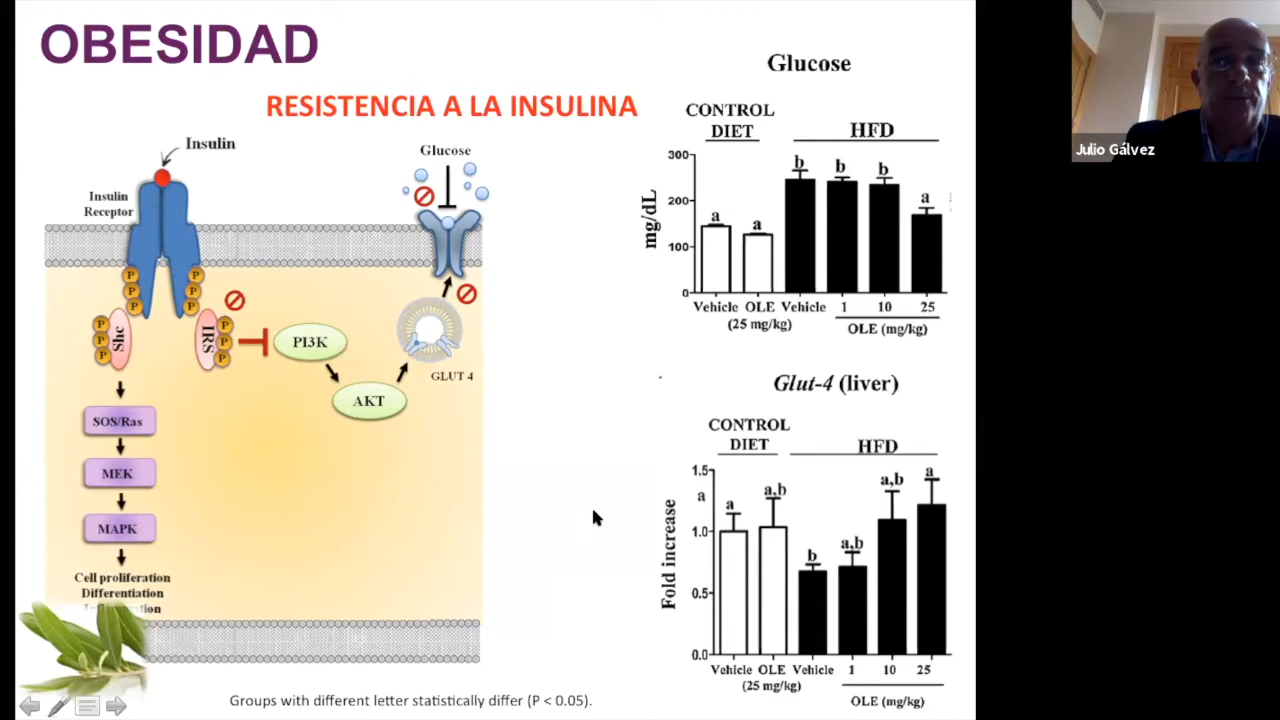 OBESIDAD
RESISTENCIA A LA INSULINA
Insulin
Insulin
Receptor
Glucose
P
P
P
P
P
P
P
P
P
Shc
IRS
P
P
P
PI3K
AKT
GLUT 4
SOS/Ras
MEK
MAPK
Cell proliferation
Differentiation
Glucose
CONTROL
DIET
HFD
mg/dL
300
200
100
0
a
a
b
b
b
a
Vehicle OLE Vehicle 1 10 25
(25 mg/kg)
OLE (mg/kg)
Glut-4 (liver)
CONTROL
DIET
HFD
Fold increase
a
1.5
1.0
0.5
0.0
a
a,b
b
a,b
a,b
a
Vehicle OLE Vehicle 1 10 25
(25 mg/kg)
OLE (mg/kg)
Groups with different letter statistically differ (P < 0.05).
Julio Gálvez